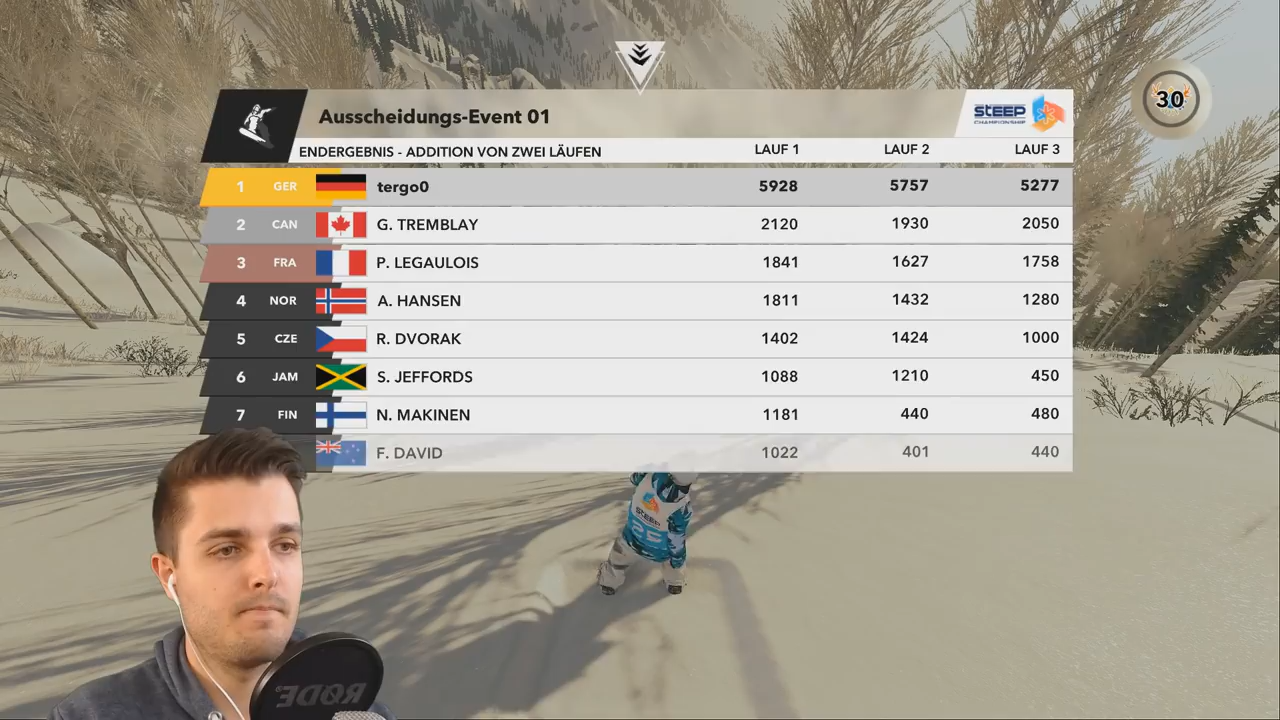 30
Ausscheidungs-Event 01
STEEP
CHAMPIONSHIP
ENDERGEBNIS - ADDITION VON ZWEI LÄUFEN LAUF 1 LAUF 2 LAUF 3
1 GER tergo0 5928 5757 5277
2 CAN G. TREMBLAY 2120 1930 2050
3 FRA P. LEGAULOIS 1841 1627 1758
4 NOR A. HANSEN 1811 1432 1280
5 CZE R. DVORAK 1402 1424 1000
6 JAM S. JEFFORDS 1088 1210 450
7 FIN N. MAKINEN 1181 440 480
F. DAVID 1022 401 440
STEEP
25
RØDE